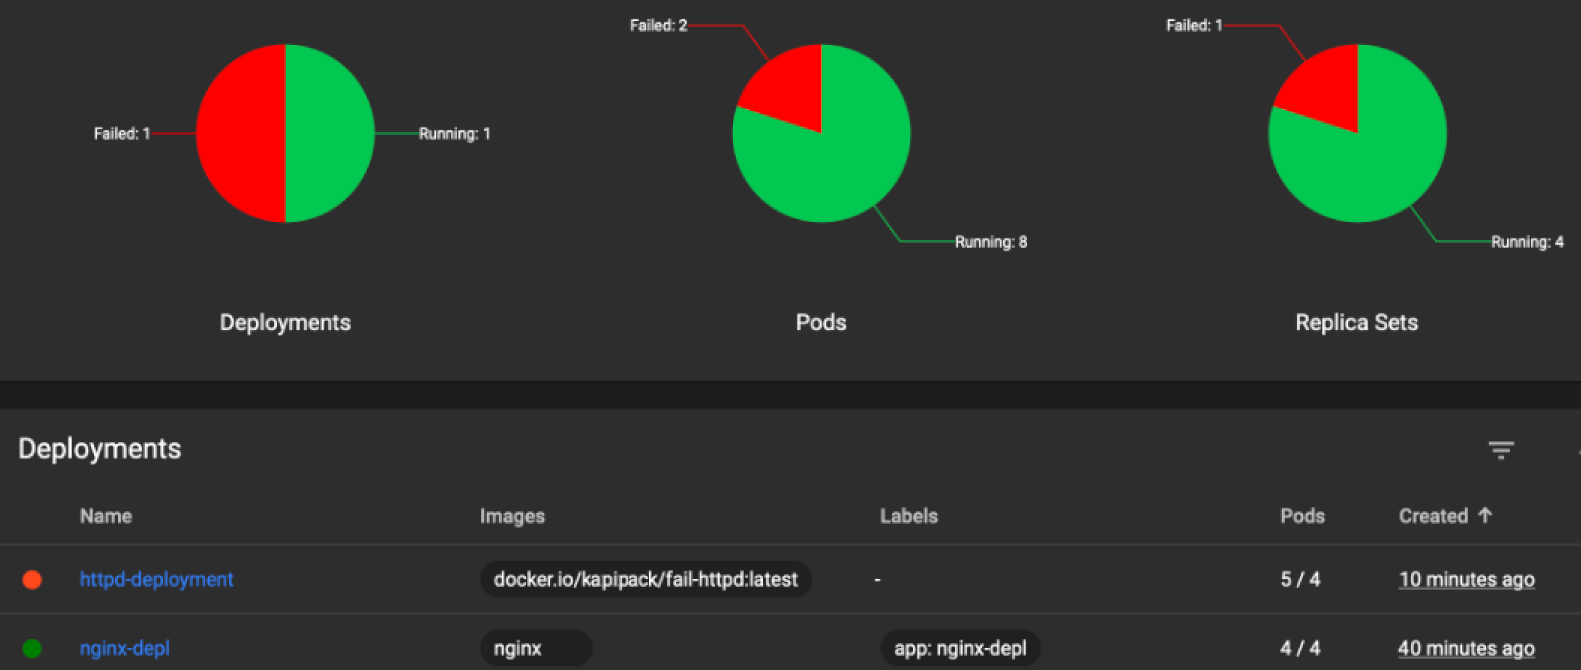 Failed: 2
Failed: 1
Failed: 1
Running: 1
Running: 8
Running: 4
Deployments
Pods
Replica Sets
Deployments
Name Images Labels Pods Created ↑
httpd-deployment docker.io/kapipack/fail-httpd:latest - 5 / 4 10 minutes ago
nginx-depl nginx app: nginx-depl 4 / 4 40 minutes ago